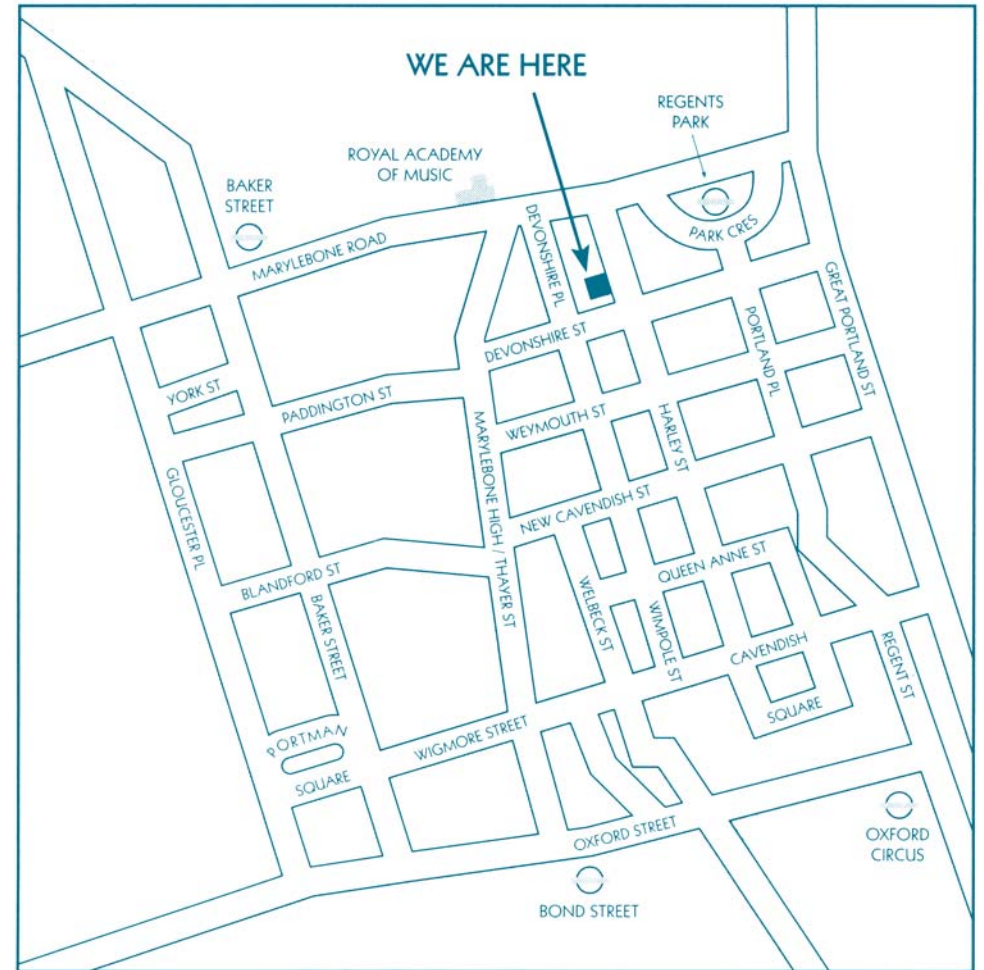 WE ARE HERE
REGENTS
PARK
ROYAL ACADEMY
OF MUSIC
BAKER
STREET
MARYLEBONE ROAD
DEVONSHIRE PL
PARK CRES
GREAT PORTLAND ST
PORTLAND PL
DEVONSHIRE ST
YORK ST
PADDINGTON ST
WEYMOUTH ST
HARLEY ST
MARYLEBONE HIGH / THAYER ST
GLOUCESTER PL
NEW CAVENDISH ST
QUEEN ANNE ST
BLANDFORD ST
BAKER STREET
WELBECK ST
WIMPOLE ST
CAVENDISH
SQUARE
REGENT ST
PORTMAN
SQUARE
WIGMORE STREET
OXFORD STREET
OXFORD
CIRCUS
BOND STREET